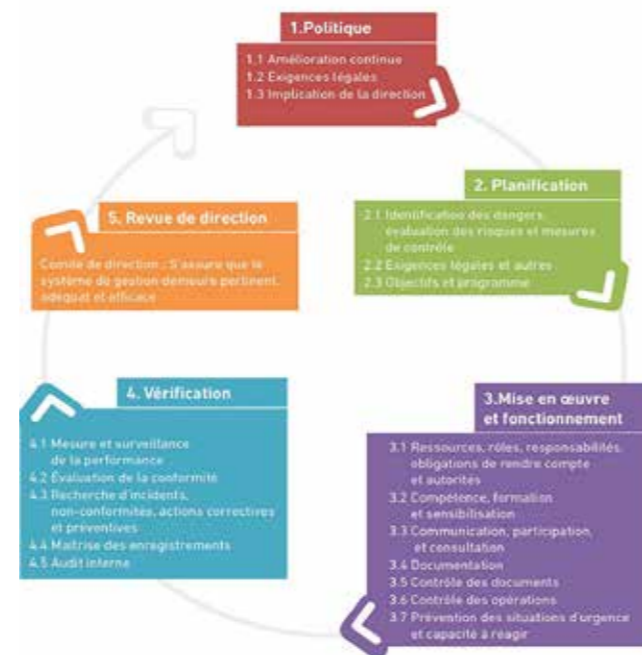 1.Politique
1.1 Amélioration continue
1.2 Exigences légales
1.3 Implication de la direction
2. Planification
2.1 Identification des dangers,
évaluation des risques et mesures
de contrôle
2.2 Exigences légales et autres
2.3 Objectifs et programme
3.Mise en œuvre
et fonctionnement
3.1 Ressources, rôles, responsabilités,
obligations de rendre compte
et autorités
3.2 Compétence, formation
et sensibilisation
3.3 Communication, participation,
et consultation
3.4 Documentation
3.5 Contrôle des documents
3.6 Contrôle des opérations
3.7 Prévention des situations d'urgence
et capacité à réagir
4. Vérification
4.1 Mesure et surveillance
de la performance
4.2 Évaluation de la conformité
4.3 Recherche d'incidents,
non-conformités, actions correctives
et préventives
4.4 Maîtrise des enregistrements
4.5 Audit interne
5. Revue de direction
Comité de direction : S'assure que le
système de gestion demeure pertinent,
adéquat et efficace